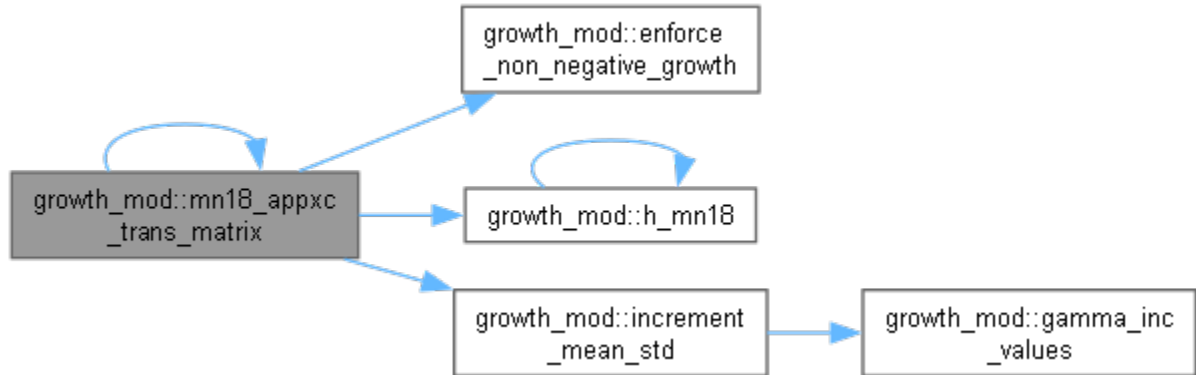 growth_mod::enforce
_non_negative_growth
growth_mod::mn18_appxc
_trans_matrix
growth_mod::h_mn18
growth_mod::increment
_mean_std
growth_mod::gamma_inc
_values